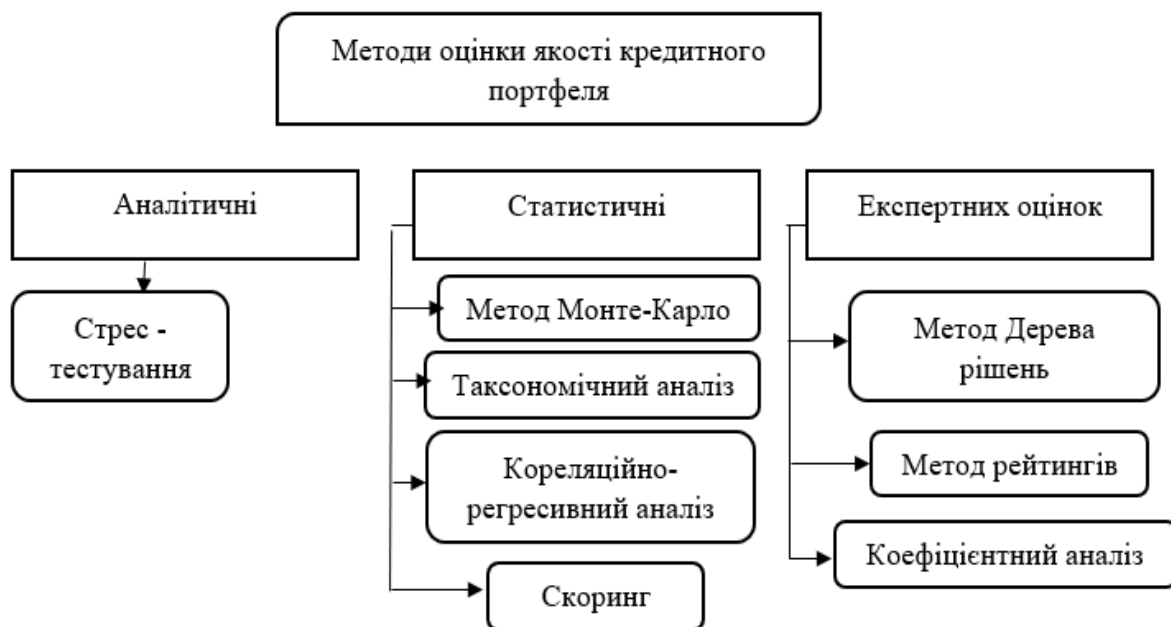 Методи оцінки якості кредитного
портфеля
Аналітичні
Стрес -
тестування
Статистичні
Метод Монте-Карло
Таксономічний аналіз
Кореляційно-
регресивний аналіз
Скоринг
Експертних оцінок
Метод Дерева
рішень
Метод рейтингів
Коефіцієнтний аналіз